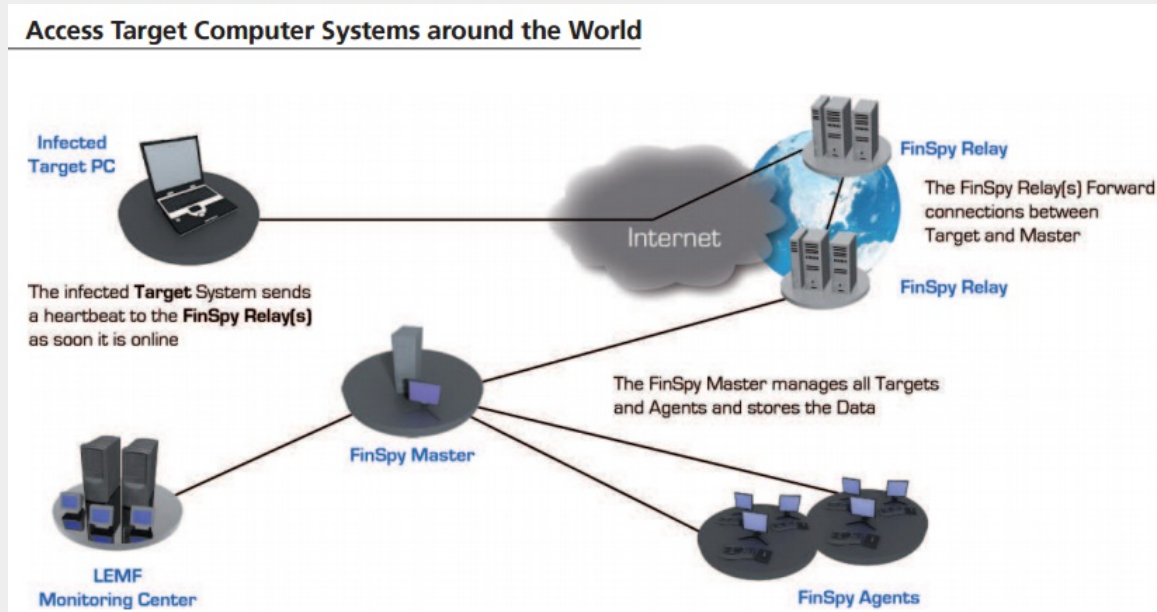 Access Target Computer Systems around the World
Infected
Target PC
Internet
FinSpy Relay
The FinSpy Relay(s) Forward
connections between
Target and Master
FinSpy Relay
The infected Target System sends
a heartbeat to the FinSpy Relay(s)
as soon it is online
The FinSpy Master manages all Targets
and Agents and stores the Data
FinSpy Master
LEMF
Monitoring Center
FinSpy Agents